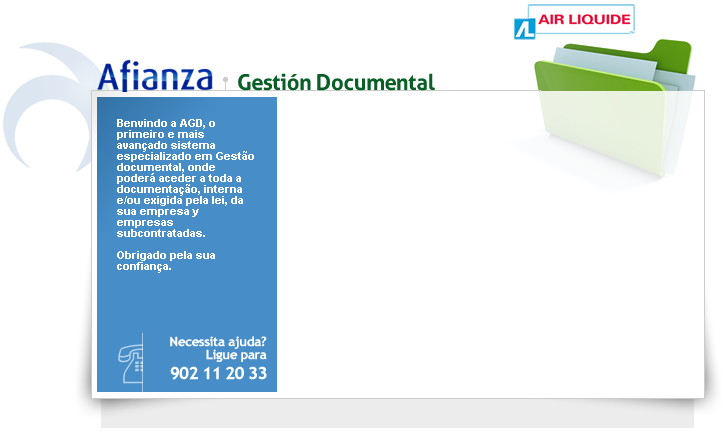 AIR LIQUIDE
AL
Afianza
Gestión Documental
Benvindo a AGD, o
primeiro e mais
avançado sistema
especializado em Gestão
documental, onde
poderá aceder a toda a
documentação, interna
e/ou exigida pela lei, da
sua empresa y
empresas
subcontratadas.
Obrigado pela sua
confiança.
Necessita ajuda?
Ligue para
902 11 20 33